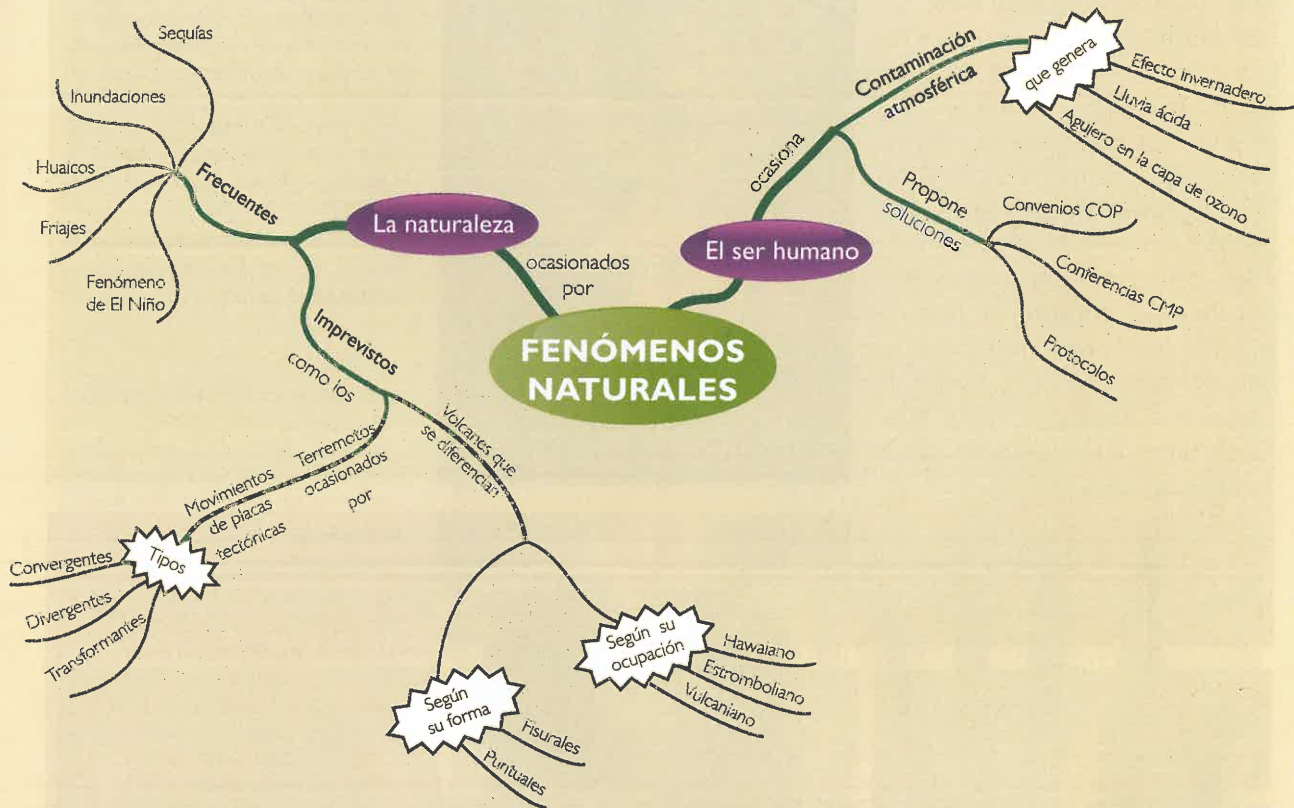 FENÓMENOS
NATURALES
ocasionados
por
La naturaleza
Frecuentes
Sequías
Inundaciones
Huaicos
Friajes
Fenómeno
de El Niño
Imprevistos
como los
Terremotos
ocasionados
por
Movimientos
de placas
tectónicas
Tipos
Convergentes
Divergentes
Transformantes
Volcanes que
se diferencian
Según
su forma
Fisurales
Puntuales
Según su
ocupación
Hawaiano
Estromboliano
Vulcaniano
El ser humano
ocasiona
Contaminación
atmosférica
que genera
Efecto invernadero
Lluvia ácida
Agujero en la capa de ozono
Propone
soluciones
Convenios COP
Conferencias CMP
Protocolos